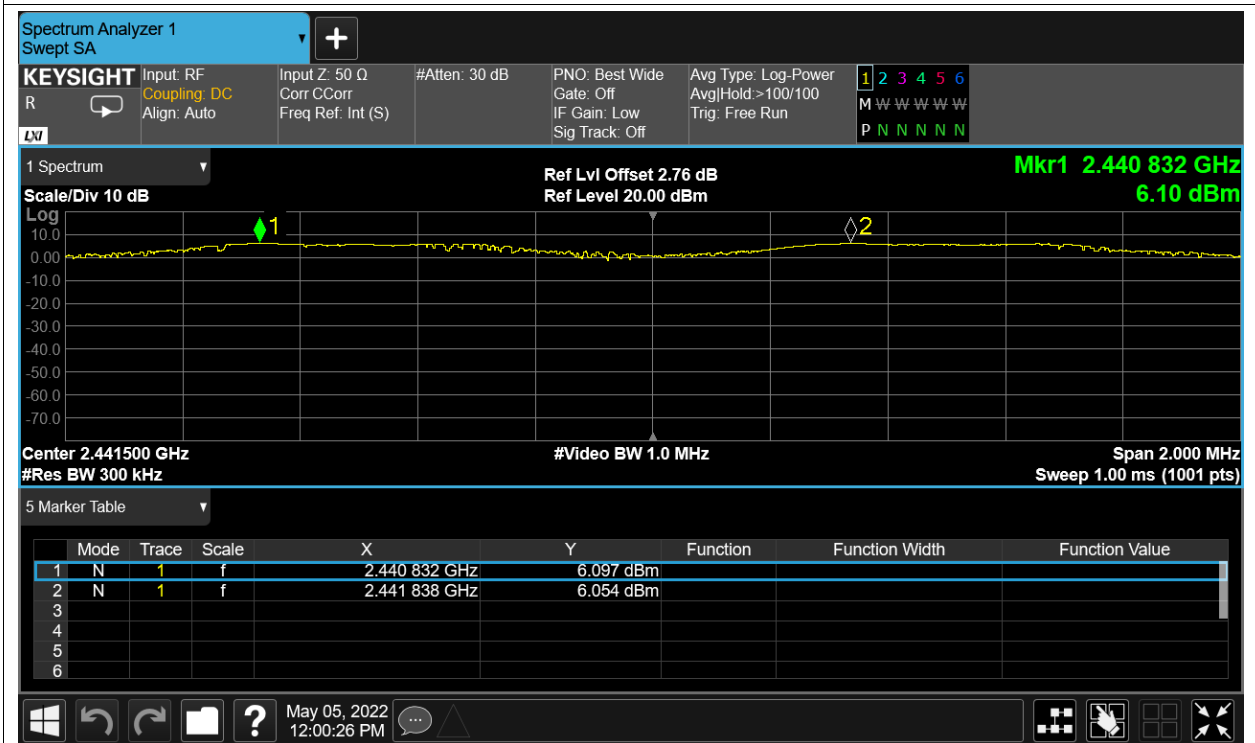 Spectrum Analyzer 1
Swept SA
+
KEYSIGHT Input: RF Input Z: 50 Ω #Atten: 30 dB PNO: Best Wide Avg Type: Log-Power 1 2 3 4 5 6
R Coupling: DC Corr CCorr Gate: Off Avg|Hold:>100/100 M W W W W W
Align: Auto Freq Ref: Int (S) IF Gain: Low Trig: Free Run
LXI Sig Track: Off P N N N N N
1 Spectrum Ref Lvl Offset 2.76 dB Mkr1 2.440 832 GHz
Scale/Div 10 dB Ref Level 20.00 dBm 6.10 dBm
Log
1 2
10.0
0.00
-10.0
-20.0
-30.0
-40.0
-50.0
-60.0
-70.0
Center 2.441500 GHz #Video BW 1.0 MHz Span 2.000 MHz
#Res BW 300 kHz Sweep 1.00 ms (1001 pts)
5 Marker Table
Mode Trace Scale X Y Function Function Width Function Value
1 N 1 f 2.440 832 GHz 6.097 dBm
2 N 1 f 2.441 838 GHz 6.054 dBm
3
4
5
6
? May 05, 2022
12:00:26 PM